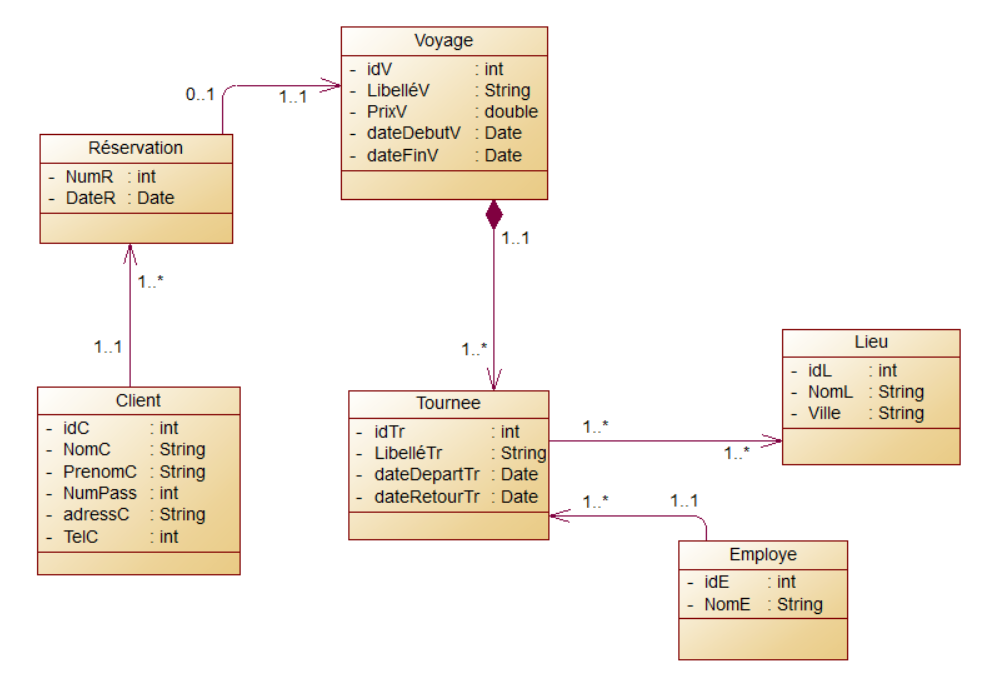 Voyage
- idV : int
- LibelléV : String
- PrixV : double
- dateDebutV : Date
- dateFinV : Date
0..1
1..1
Réservation
- NumR : int
- DateR : Date
1..1
1..*
1..1
1..*
Client
- idC : int
- NomC : String
- PrenomC : String
- NumPass : int
- adressC : String
- TelC : int
Tournee
- idTr : int
- LibelléTr : String
- dateDepartTr : Date
- dateRetourTr : Date
Lieu
- idL : int
- NomL : String
- Ville : String
1..*
1..*
1..*
1..1
Employe
- idE : int
- NomE : String